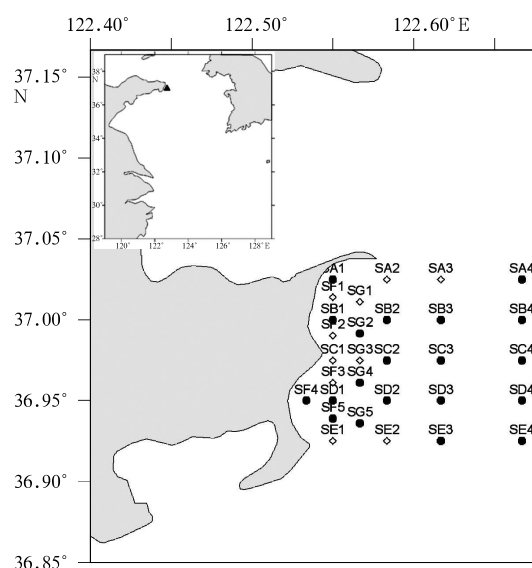 122.40° 122.50° 122.60°E
37.15°
N
37.10°
37.05°
37.00°
36.95°
36.90°
36.85°
38°
N
36°
34°
32°
30°
28°
120° 122° 124° 126° 128°E
SA1 SA2 SA3 SA4
SF1 SG1
SB1 SB2 SB3 SB4
SF2 SG2
SC1 SG3 SC2 SC3 SC4
SF3 SG4
SF4 SD1 SD2 SD3 SD4
SF5 SG5
SE1 SE2 SE3 SE4